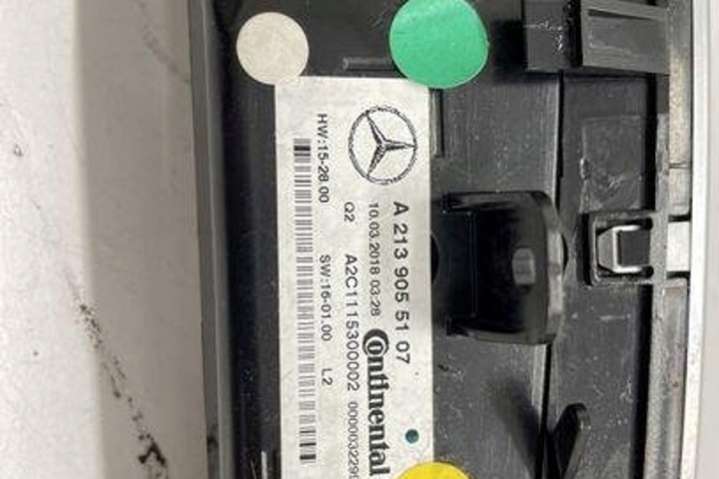 A 213 905 51 07
10.03.2018 03:28 Continental
Q2 A2C1115300002
HW:15-28.00 SW:16-01.00 L2